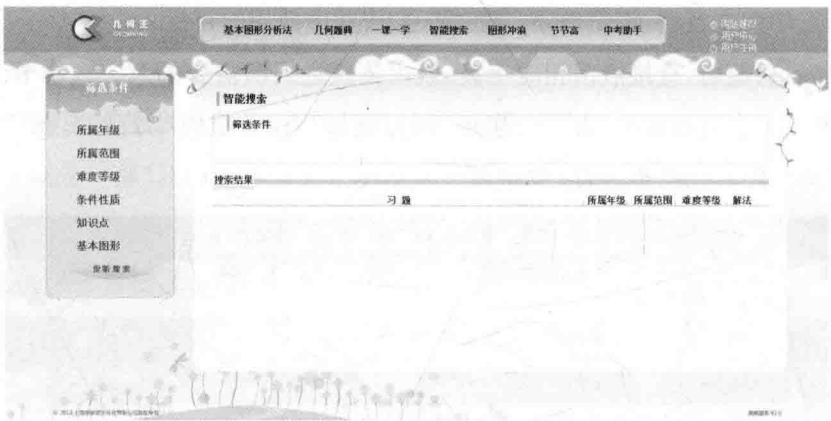 几何王
基本图形分析法 几何题典 一课一学 智能搜索 图形冲浪 节节高 中考助手
筛选条件
所属年级
所属范围
难度等级
条件性质
知识点
基本图形
智能搜索
筛选条件
搜索结果
习 题 所属年级 所属范围 难度等级 解法